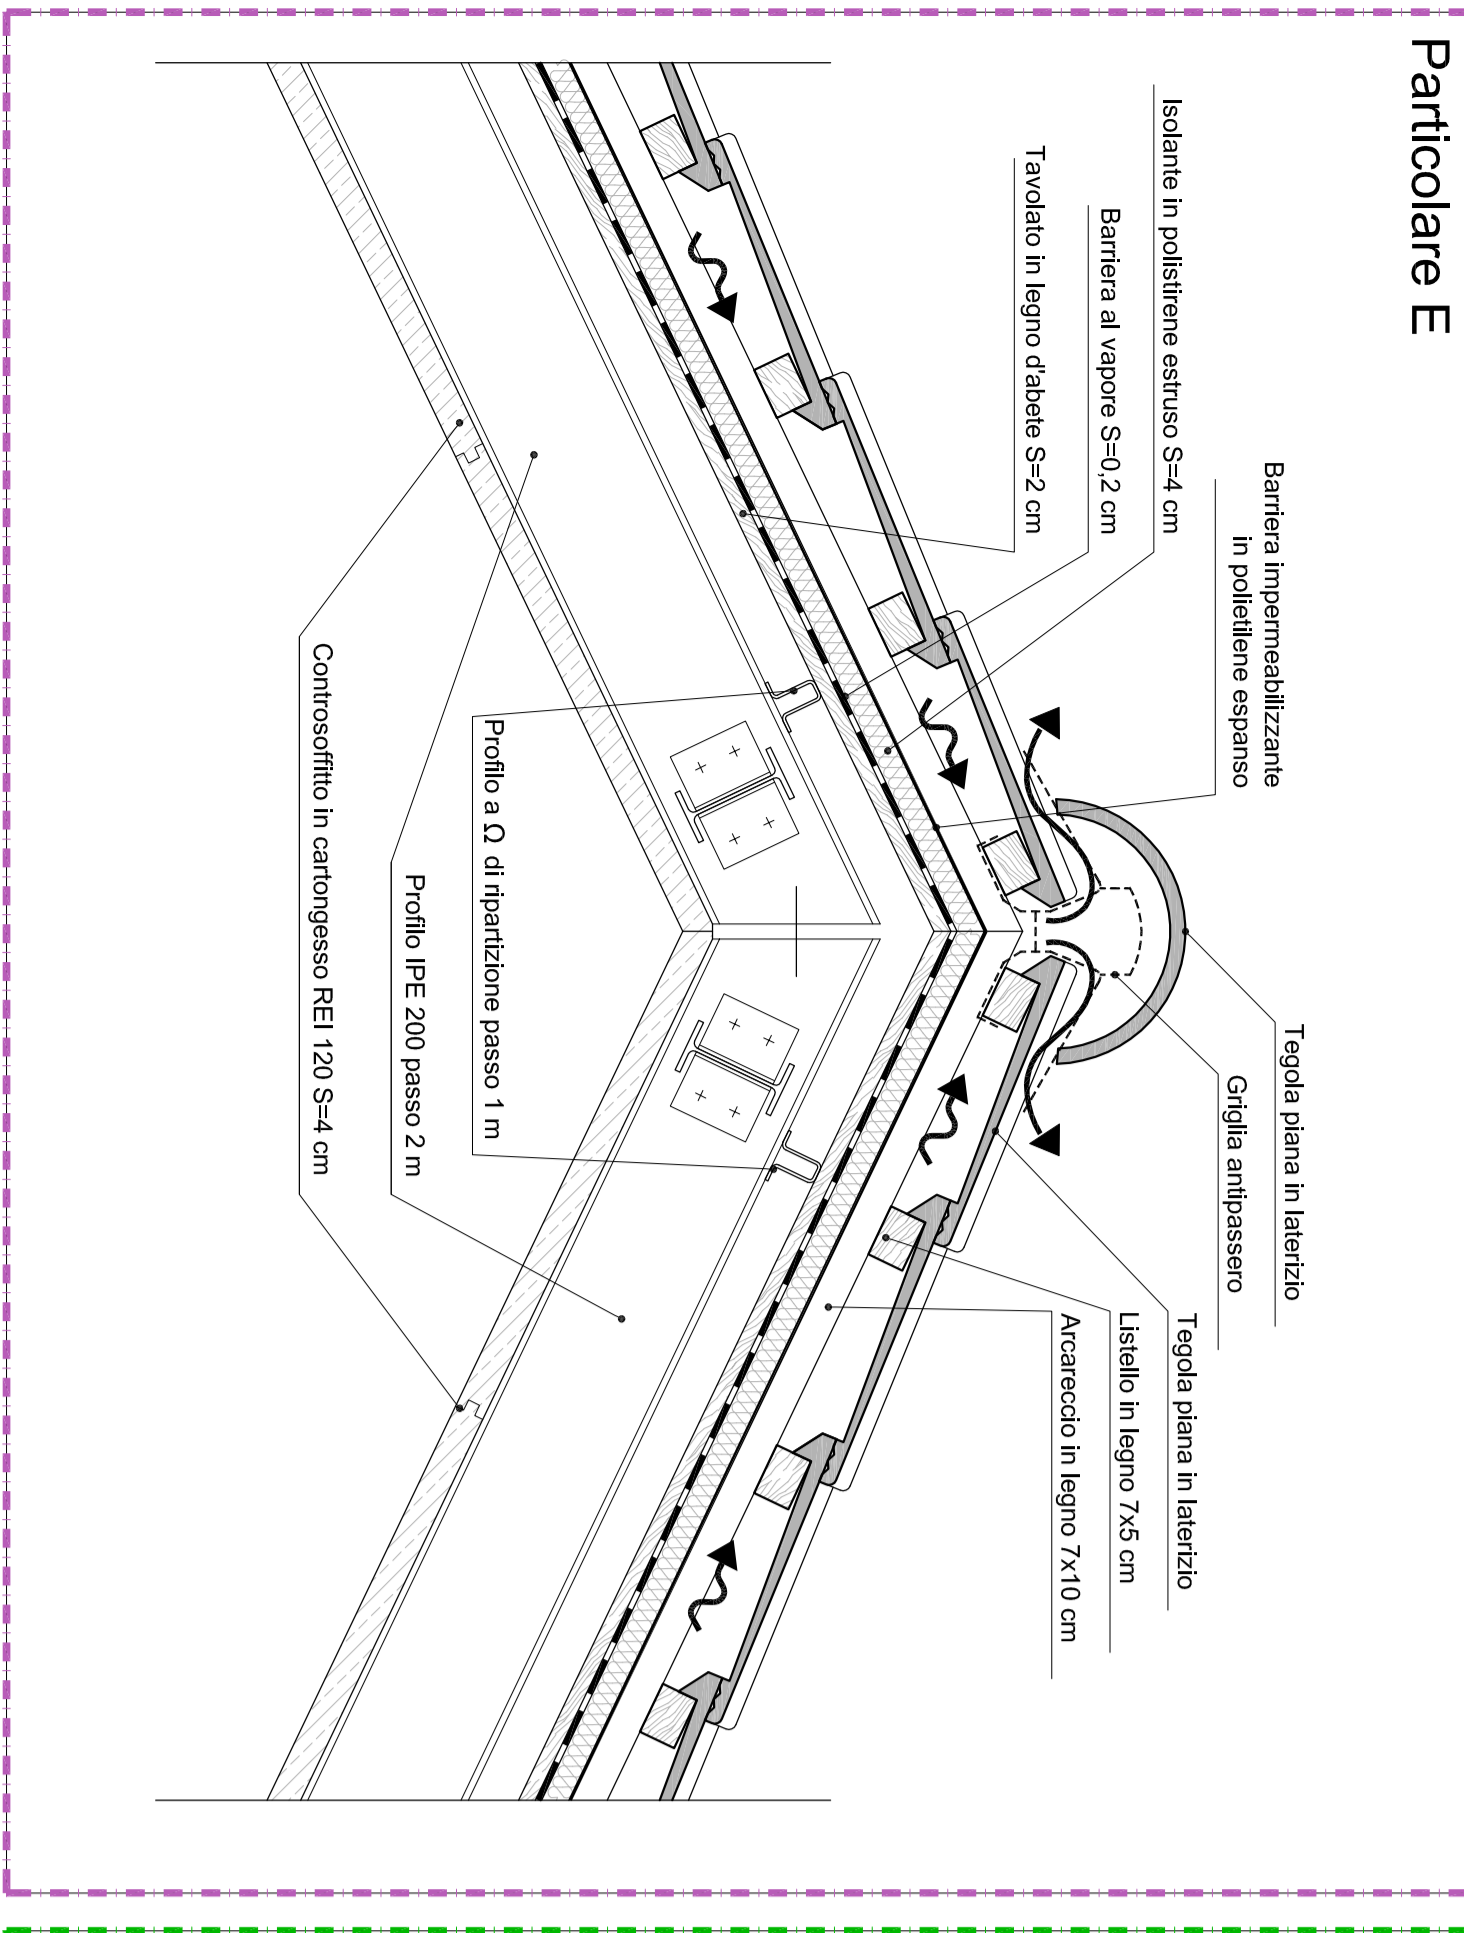 Particolare E
Barriera impermeabilizzante
in polietilene espanso
Isolante in polistirene estruso S=4 cm
Barriera al vapore S=0,2 cm
Tavolato in legno d'abete S=2 cm
Tegola piana in laterizio
Griglia antipassero
Tegola piana in laterizio
Listello in legno 7x5 cm
Arcareccio in legno 7x10 cm
Profilo a Ω di ripartizione passo 1 m
Profilo IPE 200 passo 2 m
Controsoffitto in cartongesso REI 120 S=4 cm